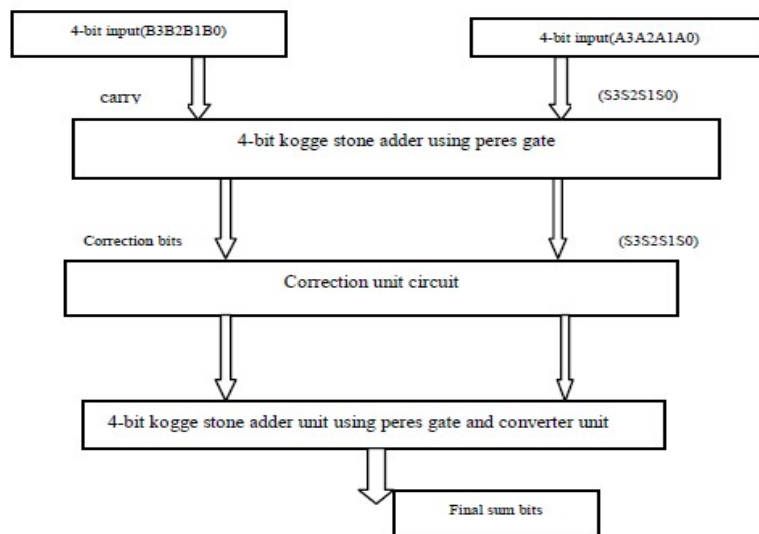 4-bit input(B3B2B1B0)
4-bit input(A3A2A1A0)
carry
(S3S2S1S0)
4-bit kogge stone adder using peres gate
Correction bits
(S3S2S1S0)
Correction unit circuit
4-bit kogge stone adder unit using peres gate and converter unit
Final sum bits